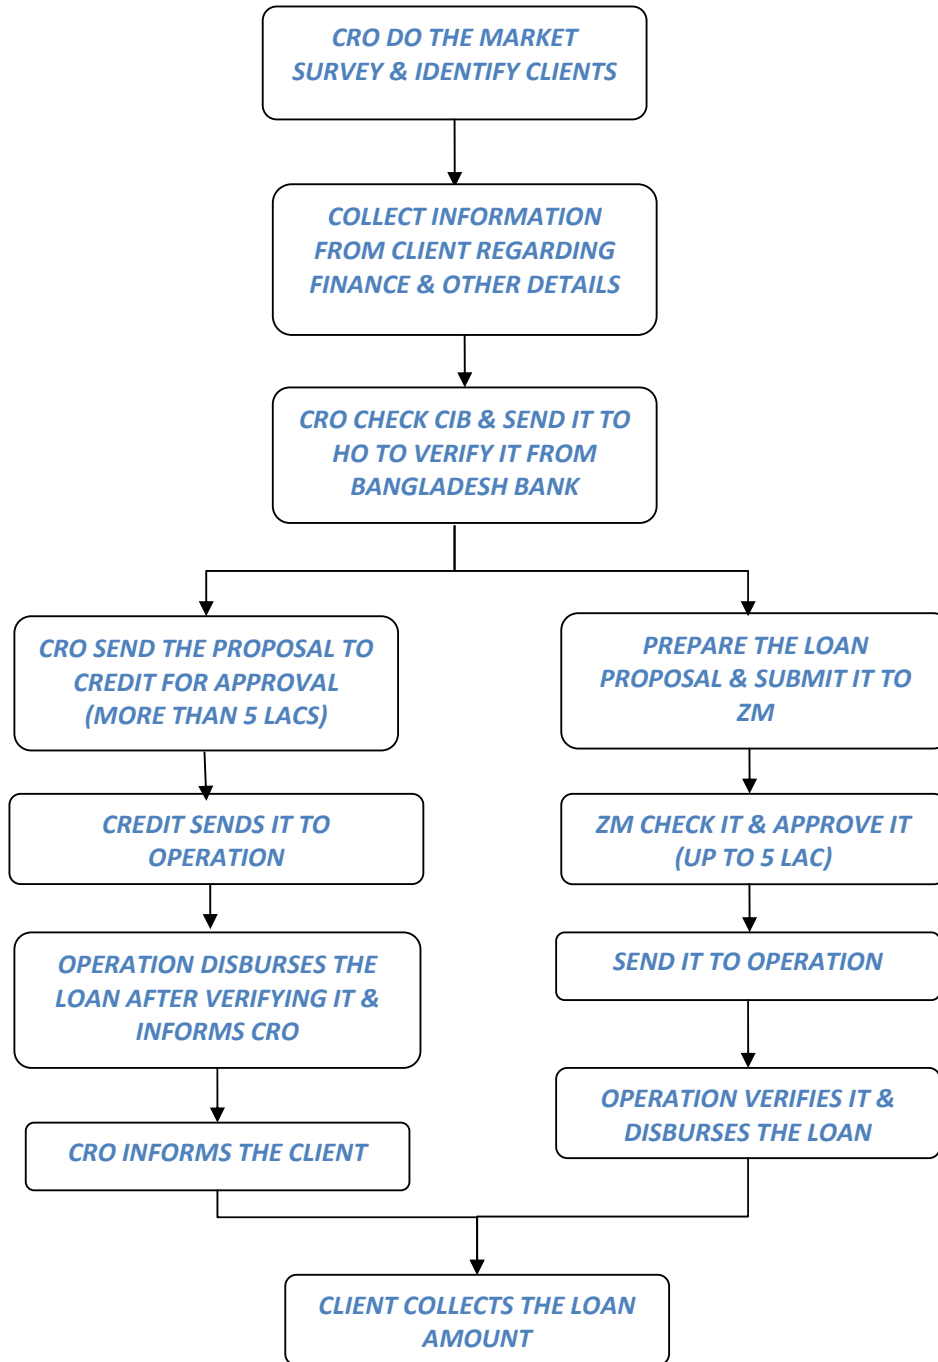 CRO DO THE MARKET
SURVEY & IDENTIFY CLIENTS
COLLECT INFORMATION
FROM CLIENT REGARDING
FINANCE & OTHER DETAILS
CRO CHECK CIB & SEND IT TO
HO TO VERIFY IT FROM
BANGLADESH BANK
CRO SEND THE PROPOSAL TO
CREDIT FOR APPROVAL
(MORE THAN 5 LACS)
CREDIT SENDS IT TO
OPERATION
OPERATION DISBURSES THE
LOAN AFTER VERIFYING IT &
INFORMS CRO
CRO INFORMS THE CLIENT
PREPARE THE LOAN
PROPOSAL & SUBMIT IT TO
ZM
ZM CHECK IT & APPROVE IT
(UP TO 5 LAC)
SEND IT TO OPERATION
OPERATION VERIFIES IT &
DISBURSES THE LOAN
CLIENT COLLECTS THE LOAN
AMOUNT